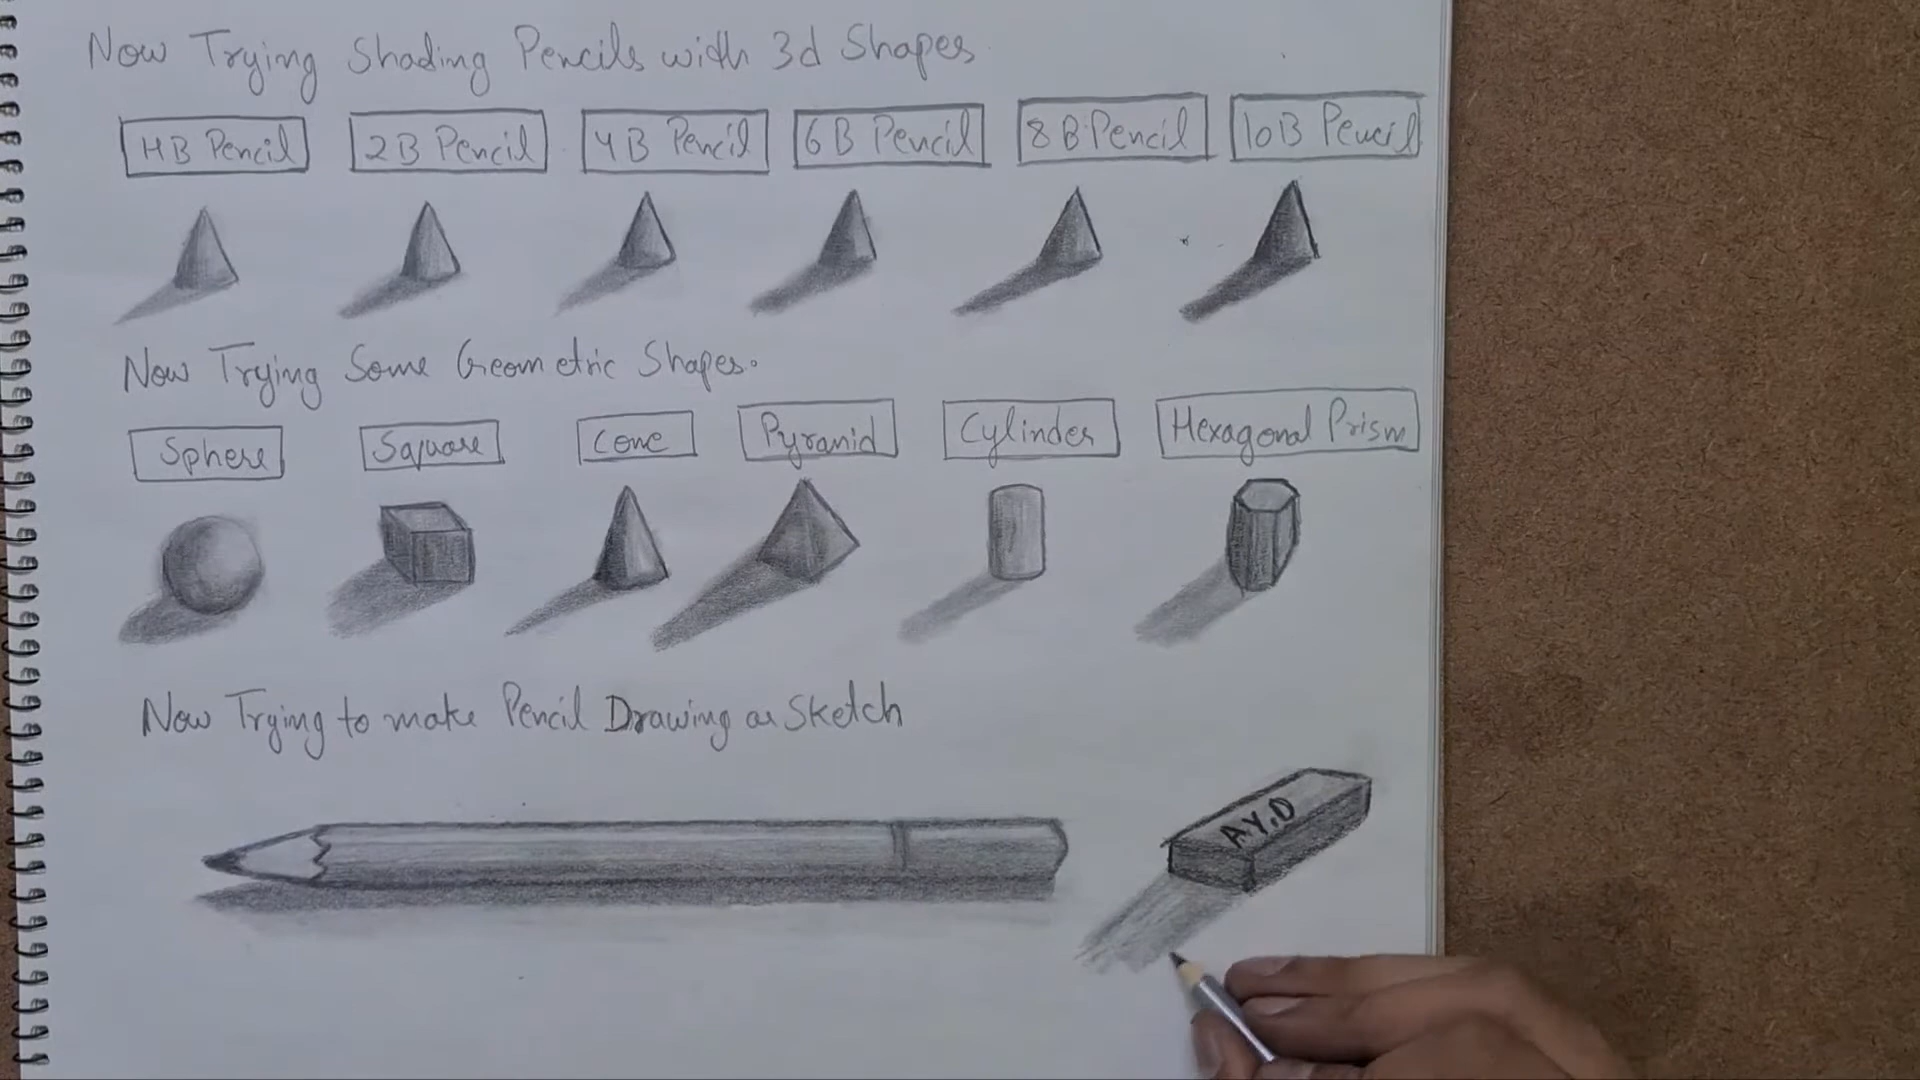 Now Trying Shading Pencils with 3d Shapes
HB Pencil 2B Pencil 4B Pencil 6B Pencil 8B Pencil 10B Pencil
Now Trying Some Geometric Shapes.
Sphere Square Cone Pyramid Cylinder Hexagonal Prism
Now Trying to make Pencil Drawing as Sketch
A.Y.D